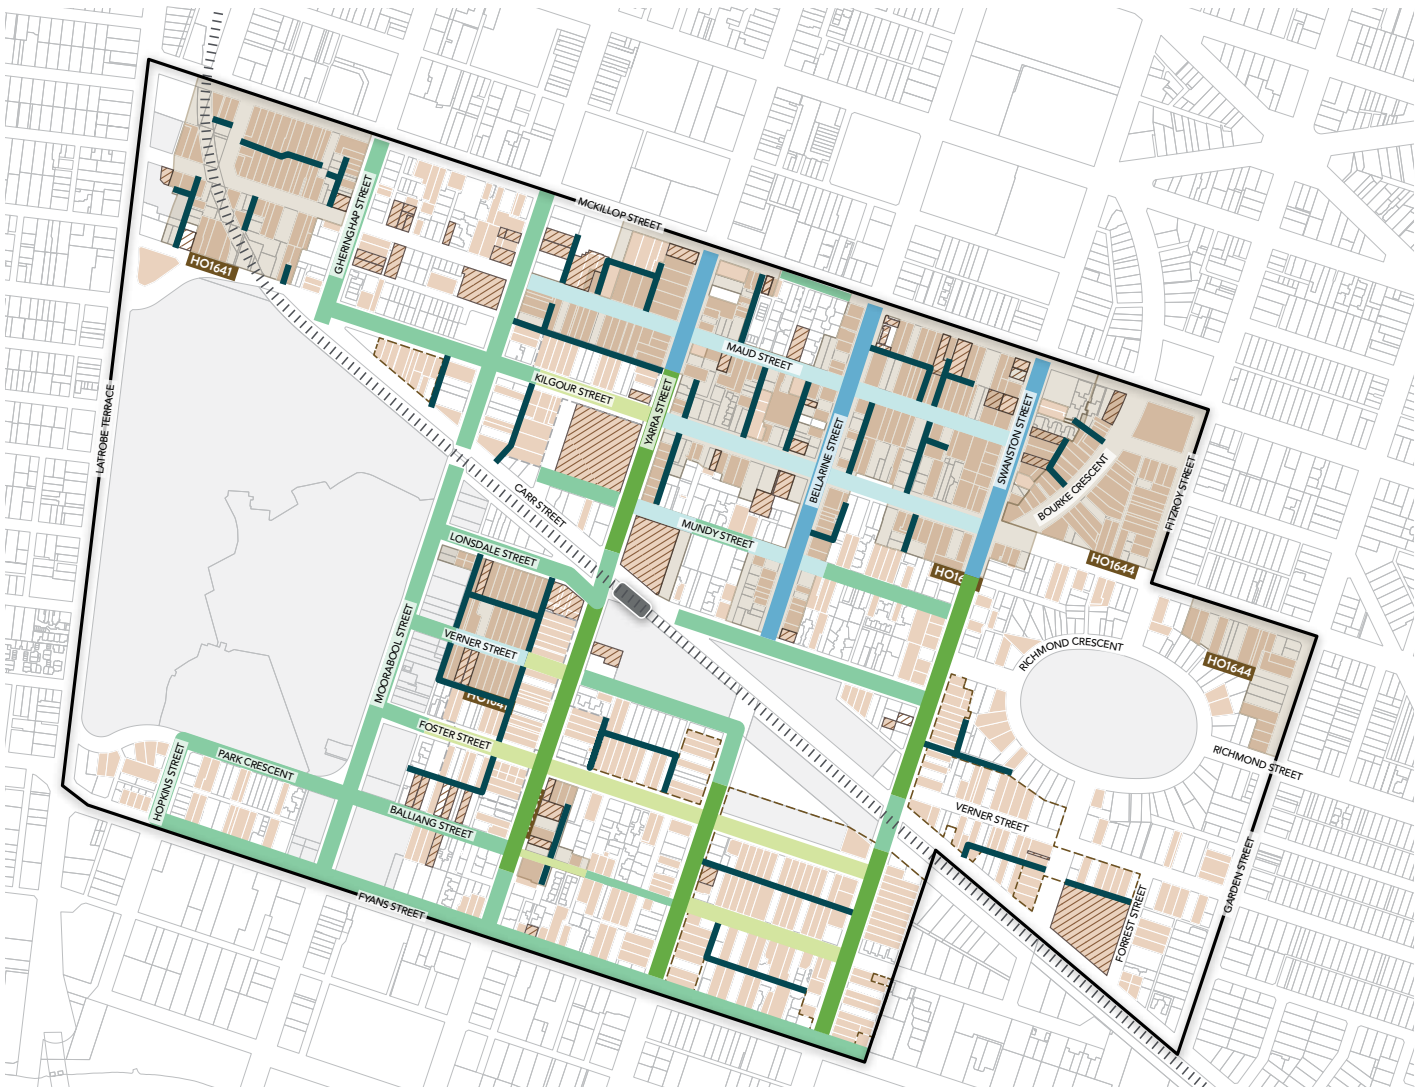 MCKILLOP STREET
GHERINGHAP STREET
HO1641
MAUD STREET
KILGOUR STREET
YARRA STREET
LATROBE TERRACE
BELLARINE STREET
SWANSTON STREET
BOURKE CRESCENT
FITZROY STREET
CARR STREET
MUNDY STREET
LONSDALE STREET
HO1644
MOORABOOL STREET
VERNER STREET
RICHMOND CRESCENT
HO1644
FOSTER STREET
RICHMOND STREET
PARK CRESCENT
HOPKINS STREET
BALLIANG STREET
VERNER STREET
GARDEN STREET
FORREST STREET
FYANS STREET